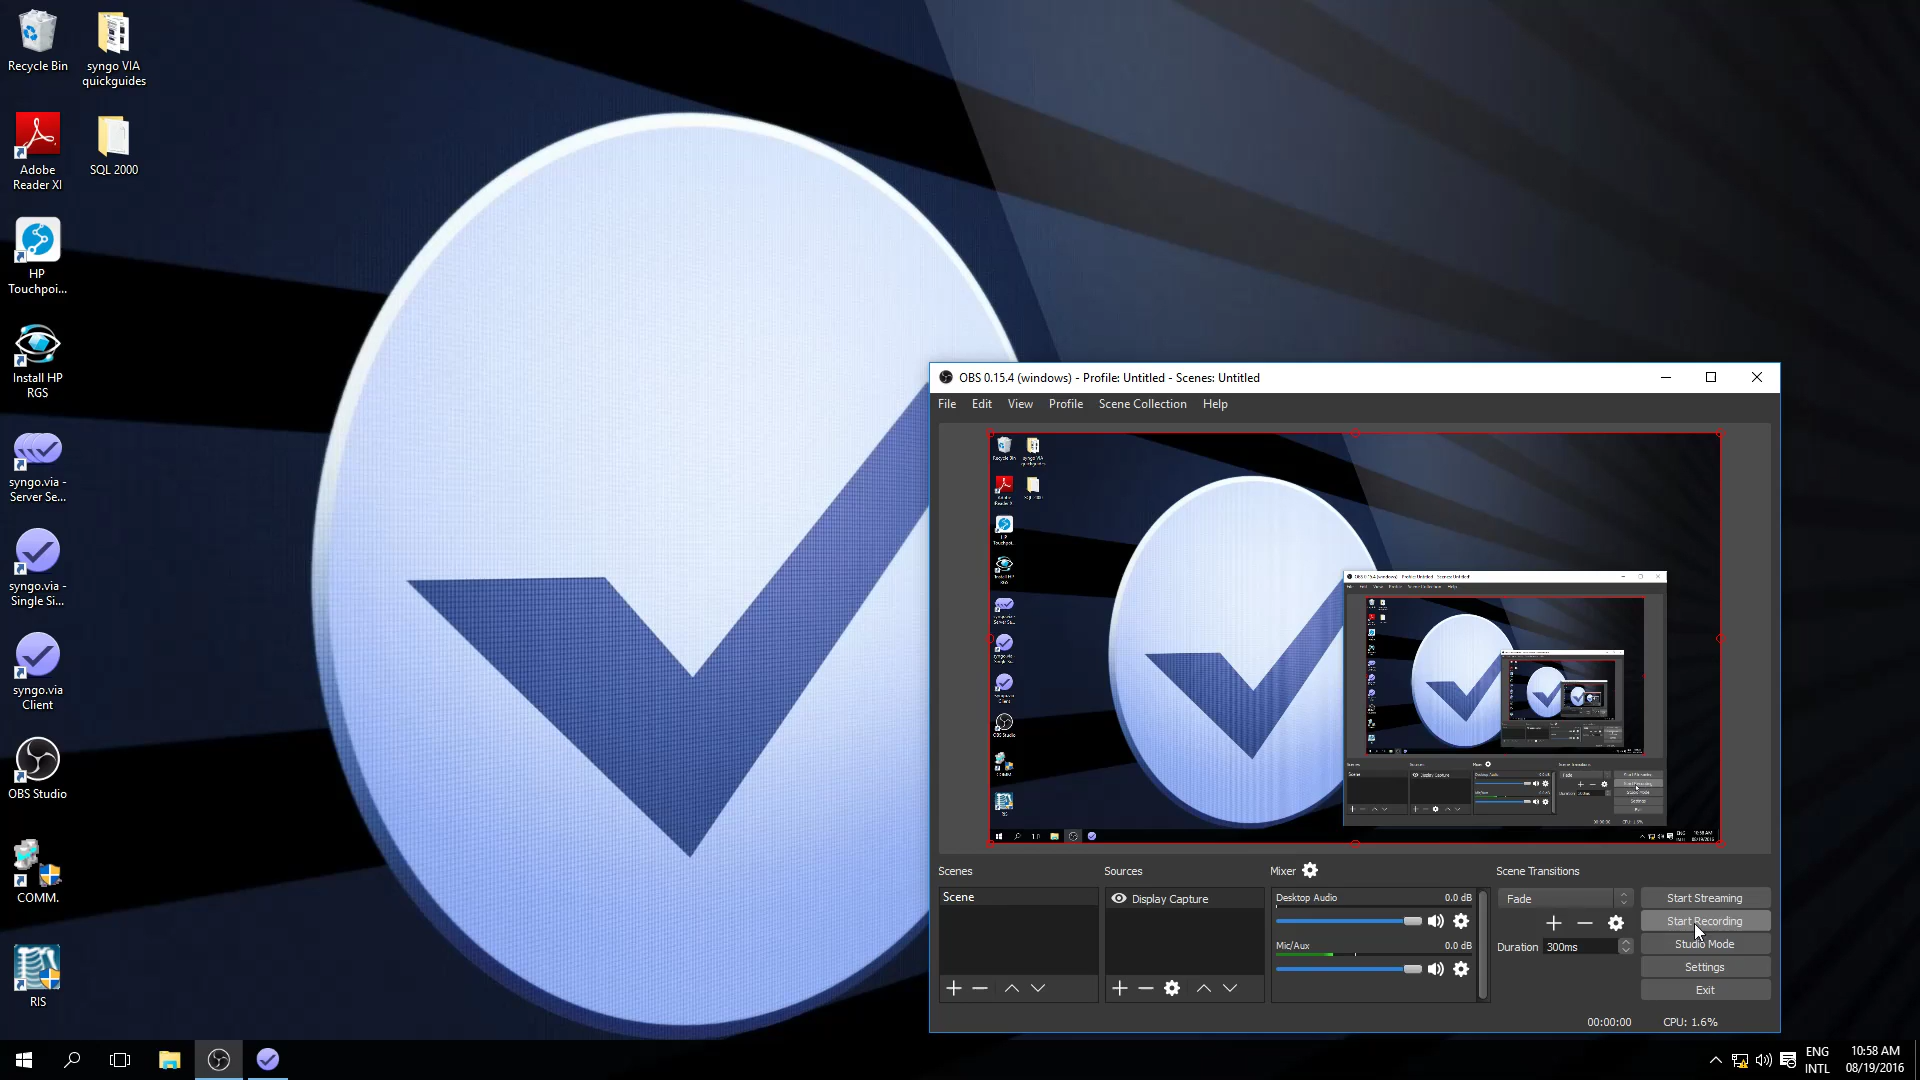 Recycle Bin
syngo VIA
quickguides
Adobe
Reader XI
SQL 2000
HP
Touchpoi...
Install HP
RGS
syngo.via -
Server Se...
syngo.via -
Single Si...
syngo.via
Client
OBS Studio
COMM.
RIS
OBS 0.15.4 (windows) - Profile: Untitled - Scenes: Untitled
File Edit View Profile Scene Collection Help
Scenes
Scene
Sources
Display Capture
Mixer
Desktop Audio 0.0 dB
Mic/Aux 0.0 dB
Scene Transitions
Fade
Duration 300ms
Start Streaming
Start Recording
Studio Mode
Settings
Exit
00:00:00 CPU: 1.6%
ENG
INTL
10:58 AM
08/19/2016